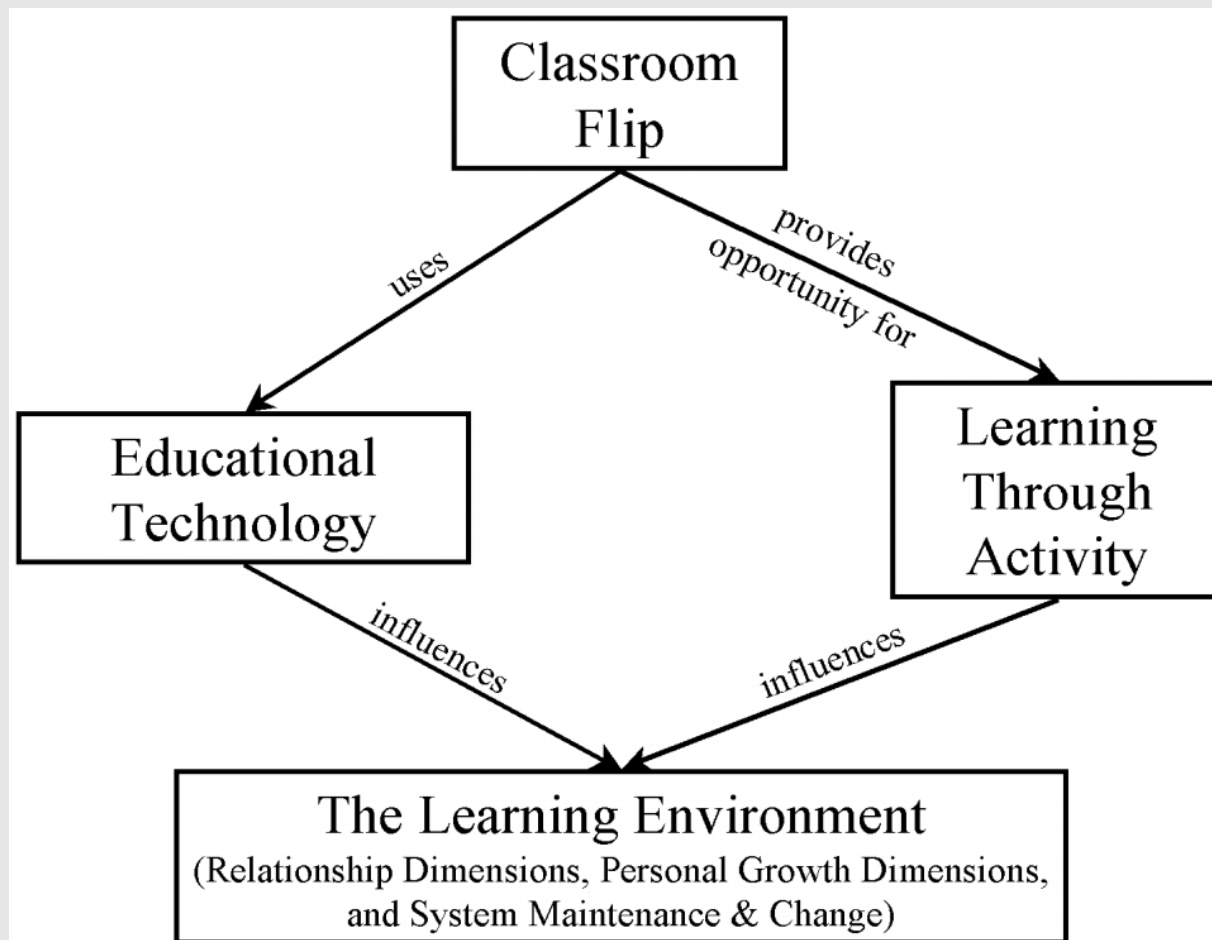 Classroom
Flip
uses
provides
opportunity for
Educational
Technology
Learning
Through
Activity
influences
influences
The Learning Environment
(Relationship Dimensions, Personal Growth Dimensions,
and System Maintenance & Change)